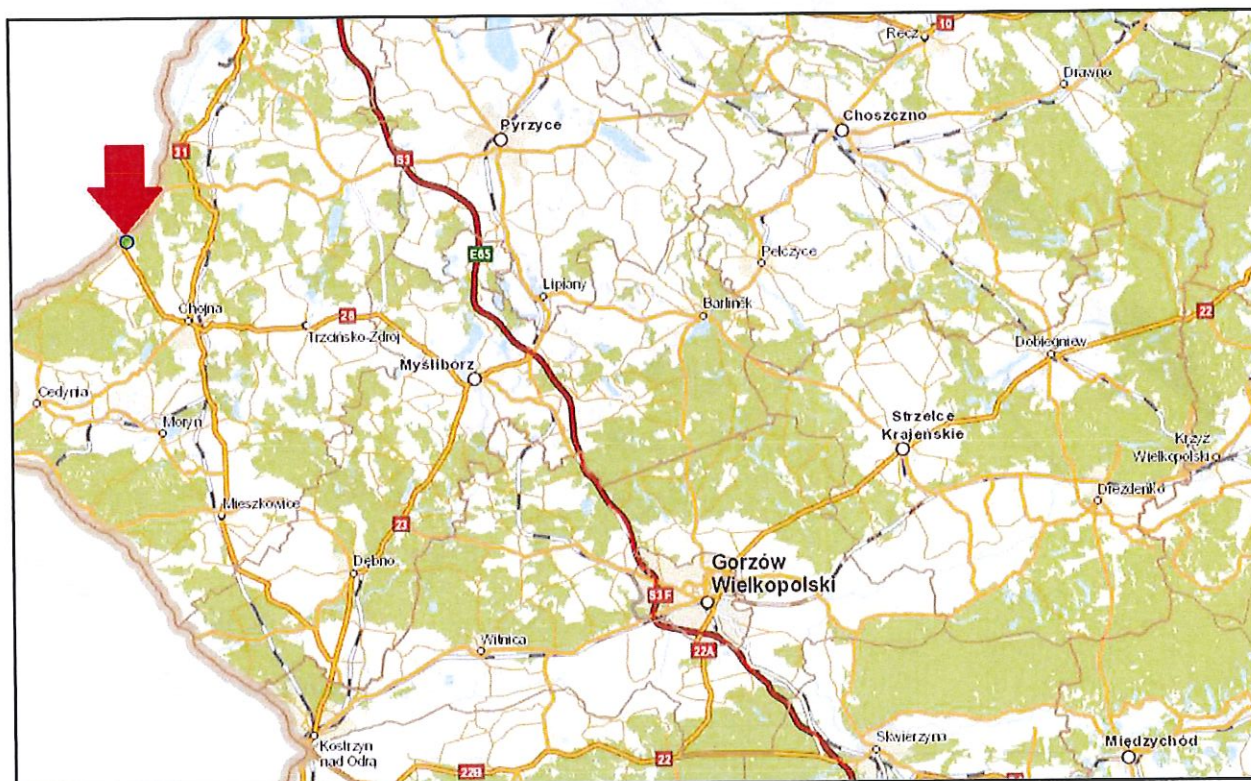 10
Recz
Drawno
Choszczno
Pyrzyce
31
S3
E65
Pełczyce
Lipiany
Barlinek
22
Chojna
26
Trzcińsko-Zdrój
Dobiegniew
Myślibórz
Cedynia
Moryń
Strzelce
Krajeńskie
Krzyż
Wielkopolski
Drezdenko
Mieszkowice
23
Dębno
Gorzów
Wielkopolski
S3F
Witnica
22A
Kostrzyn
nad Odrą
Skwierzyna
Międzychód
22
22B